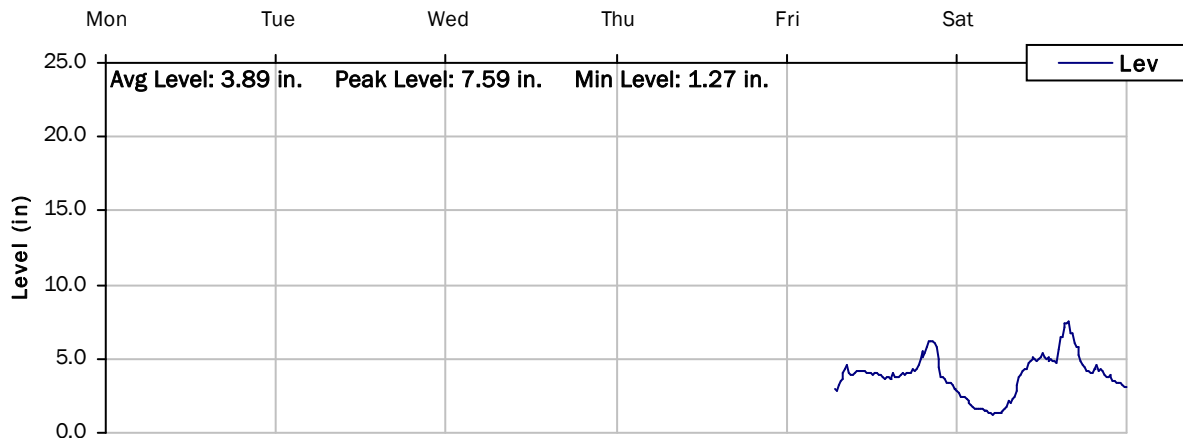 Mon Tue Wed Thu Fri Sat
25.0
Avg Level: 3.89 in. Peak Level: 7.59 in. Min Level: 1.27 in.
Lev
20.0
15.0
10.0
5.0
0.0
Level (in)